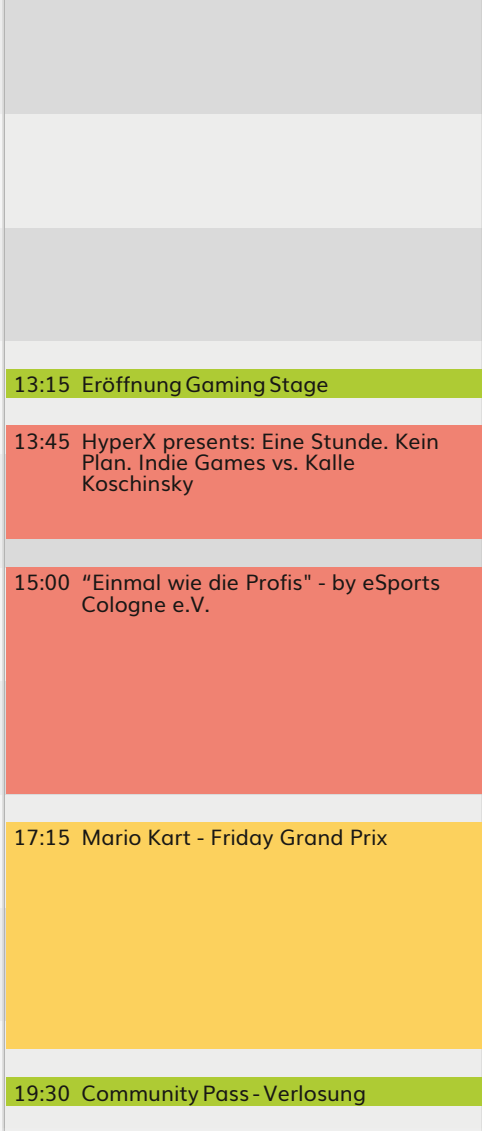 13:15 Eröffnung Gaming Stage
13:45 HyperX presents: Eine Stunde. Kein
Plan. Indie Games vs. Kalle
Koschinsky
15:00 “Einmal wie die Profis" - by eSports
Cologne e.V.
17:15 Mario Kart - Friday Grand Prix
19:30 Community Pass - Verlosung